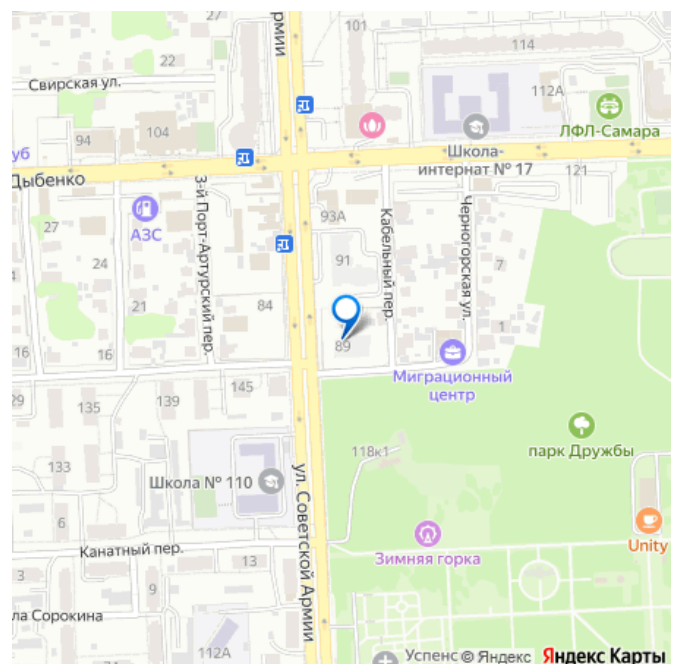 Армии
101
114
22
Свирская ул.
112А
ЛФЛ-Самара
94
104
уб
Школа-
интернат № 17
Дыбенко
121
3-й Порт-Артурский пер.
Кабельный пер.
Черногорская ул.
93А
27
АЗС
91
24
7
21
84
1
89
16
16
Миграционный
центр
145
29
135
139
парк Дружбы
118к1
133
Школа № 110
ул. Советской Армии
6
Unity
Канатный пер.
Зимняя горка
13
3
9
ла Сорокина
112А
Успенс
© Яндекс
Яндекс Карты